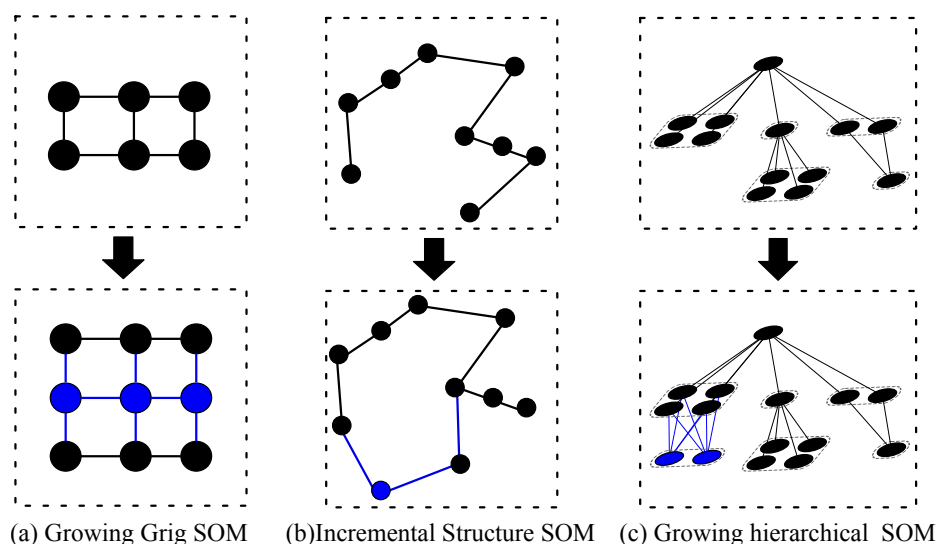 (a) Growing Grig SOM
(b)Incremental Structure SOM
(c) Growing hierarchical SOM